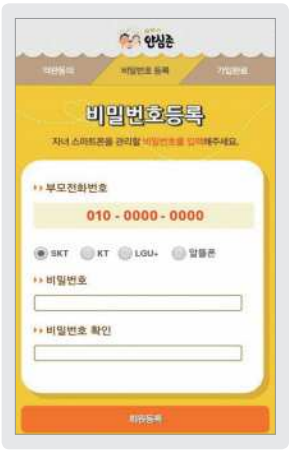 안심존
약관동의 비밀번호 등록 가입완료
비밀번호등록
자녀 스마트폰을 관리할 비밀번호를 입력해주세요.
부모전화번호
010 - 0000 - 0000
SKT KT LGU+ 알뜰폰
비밀번호
비밀번호 확인
회원등록